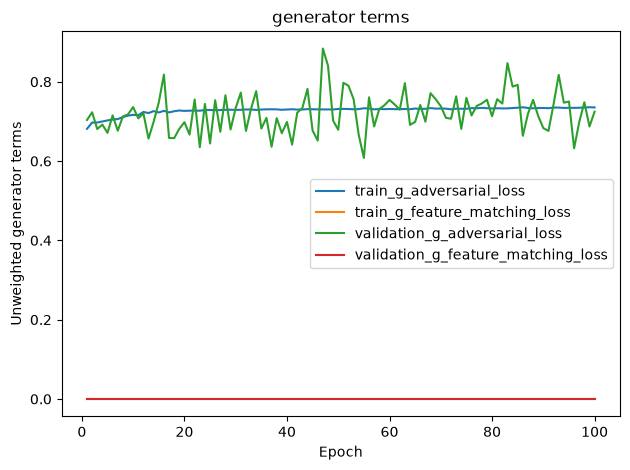 generator terms
Unweighted generator terms
0.8
0.6
0.4
0.2
0.0
train_g_adversarial_loss
train_g_feature_matching_loss
validation_g_adversarial_loss
validation_g_feature_matching_loss
0 20 40 60 80 100
Epoch